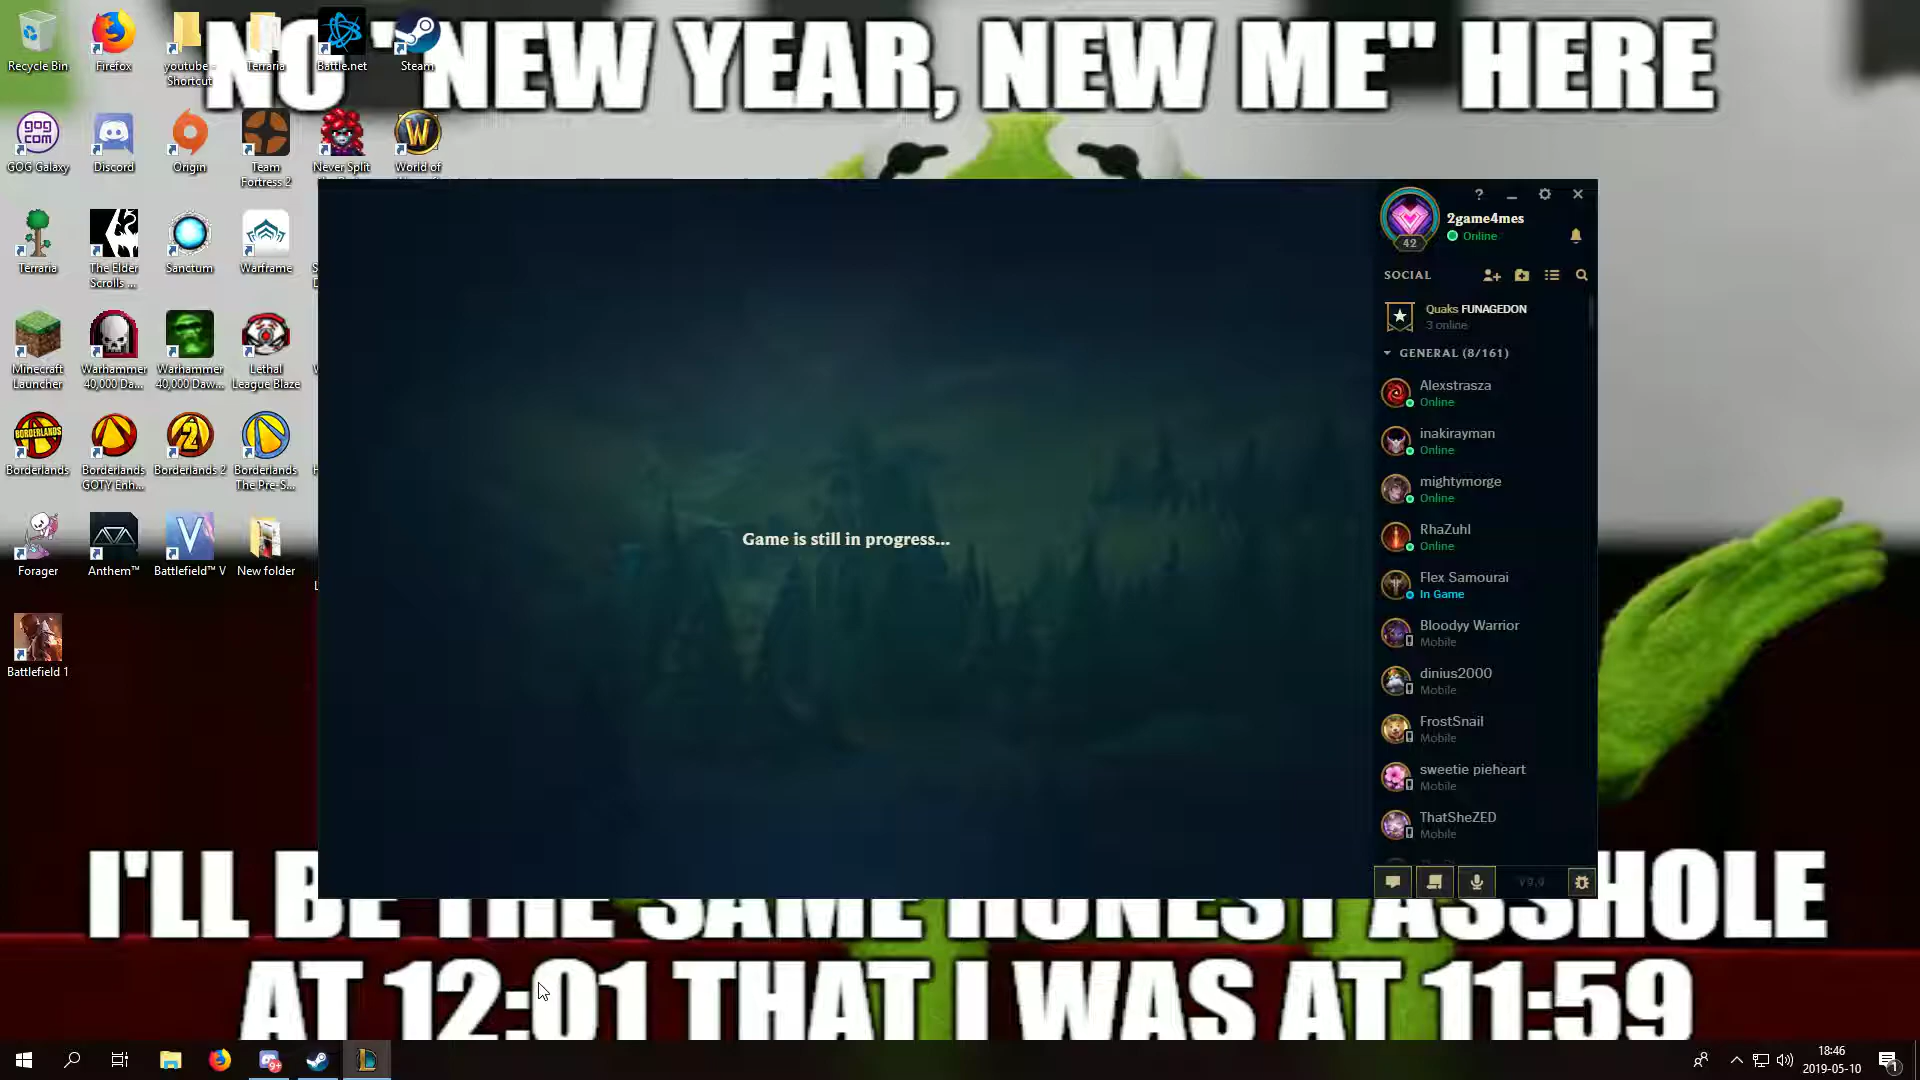 NO "NEW YEAR, NEW ME" HERE
Recycle Bin
Firefox
youtube - Shortcut
Terraria
Battle.net
Steam
GOG Galaxy
Discord
Origin
Team Fortress 2
Never Split
World of
Terraria
The Elder Scrolls ...
Sanctum
Warframe
Minecraft Launcher
Warhammer 40,000 Da...
Warhammer 40,000 Daw...
Lethal League Blaze
Borderlands
Borderlands GOTY Enh...
Borderlands 2
Borderlands The Pre-S...
Forager
Anthem™
Battlefield™ V
New folder
Battlefield 1
Game is still in progress...
?
42
2game4mes
Online
SOCIAL
Quaks FUNAGEDON
3 online
GENERAL (8/161)
Alexstrasza
Online
inakirayman
Online
mightymorge
Online
RhaZuhl
Online
Flex Samourai
In Game
Bloodyy Warrior
Mobile
dinius2000
Mobile
FrostSnail
Mobile
sweetie pieheart
Mobile
ThatSheZED
Mobile
V9.9
I'LL BE THE SAME HONEST ASSHOLE
AT 12:01 THAT I WAS AT 11:59
9+
18:46
2019-05-10
1